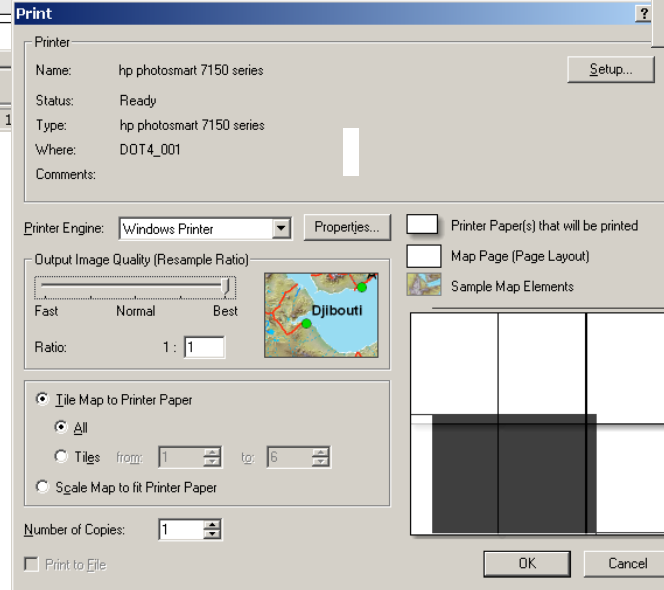 Print ?
Printer
Name: hp photosmart 7150 series
Setup...
Status: Ready
Type: hp photosmart 7150 series
Where: DOT4_001
Comments:
1
Printer Engine: Windows Printer Properties...
Printer Paper(s) that will be printed
Map Page (Page Layout)
Sample Map Elements
Output Image Quality (Resample Ratio)
Fast Normal Best
Djibouti
Ratio: 1 : 1
Tile Map to Printer Paper
All
Tiles from: 1 to: 6
Scale Map to fit Printer Paper
Number of Copies: 1
Print to File
OK Cancel